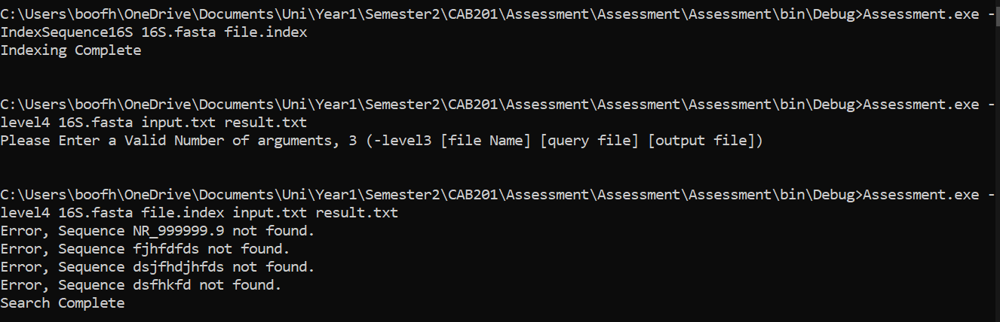 C:\Users\boofh\OneDrive\Documents\Uni\Year1\Semester2\CAB201\Assessment\Assessment\Assessment\bin\Debug>Assessment.exe -
IndexSequence16S 16S.fasta file.index
Indexing Complete
C:\Users\boofh\OneDrive\Documents\Uni\Year1\Semester2\CAB201\Assessment\Assessment\Assessment\bin\Debug>Assessment.exe -
level4 16S.fasta input.txt result.txt
Please Enter a Valid Number of arguments, 3 (-level3 [file Name] [query file] [output file])
C:\Users\boofh\OneDrive\Documents\Uni\Year1\Semester2\CAB201\Assessment\Assessment\Assessment\bin\Debug>Assessment.exe -
level4 16S.fasta file.index input.txt result.txt
Error, Sequence NR_999999.9 not found.
Error, Sequence fjhfdfds not found.
Error, Sequence dsjfhdjhfds not found.
Error, Sequence dsfhkfd not found.
Search Complete